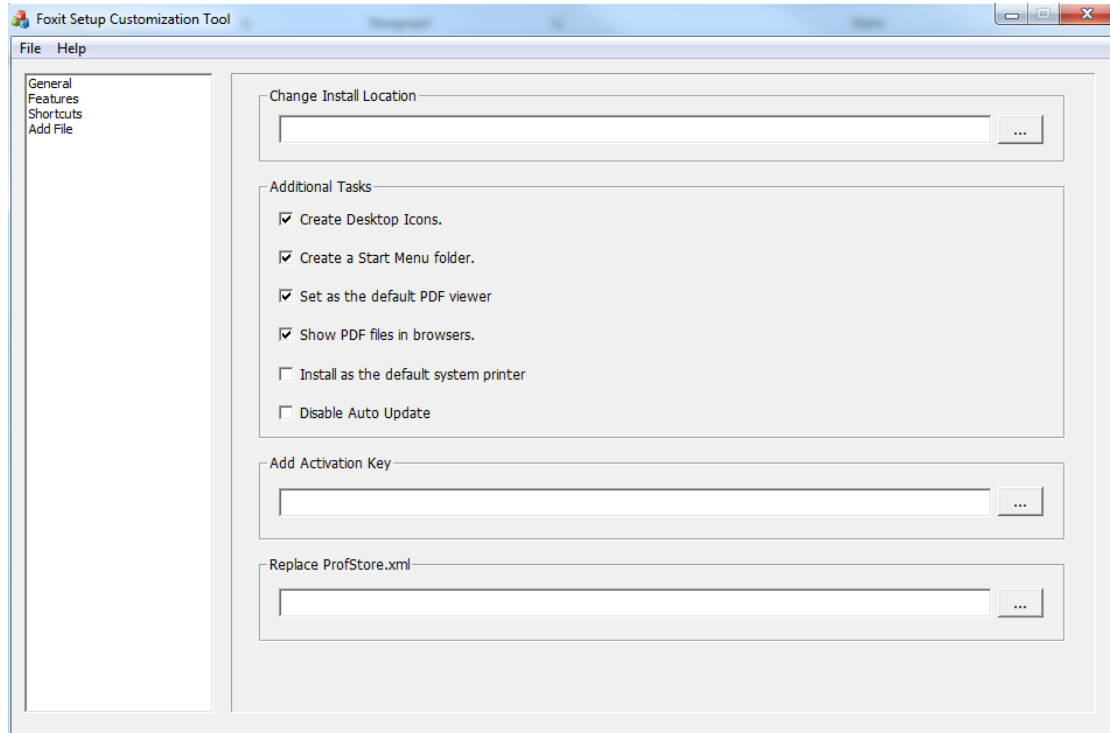 Foxit Setup Customization Tool
File Help
General
Features
Shortcuts
Add File
Change Install Location
...
Additional Tasks
Create Desktop Icons.
Create a Start Menu folder.
Set as the default PDF viewer
Show PDF files in browsers.
Install as the default system printer
Disable Auto Update
Add Activation Key
...
Replace ProfStore.xml
...